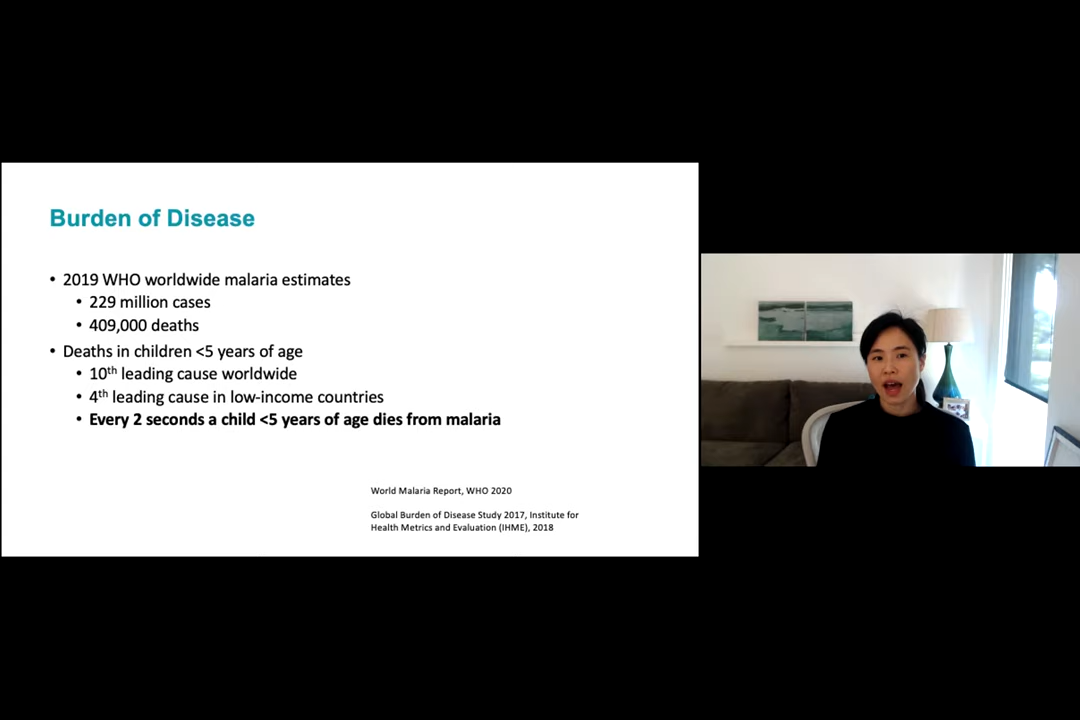 Burden of Disease
• 2019 WHO worldwide malaria estimates
• 229 million cases
• 409,000 deaths
• Deaths in children <5 years of age
• 10th leading cause worldwide
• 4th leading cause in low-income countries
• Every 2 seconds a child <5 years of age dies from malaria
World Malaria Report, WHO 2020
Global Burden of Disease Study 2017, Institute for
Health Metrics and Evaluation (IHME), 2018